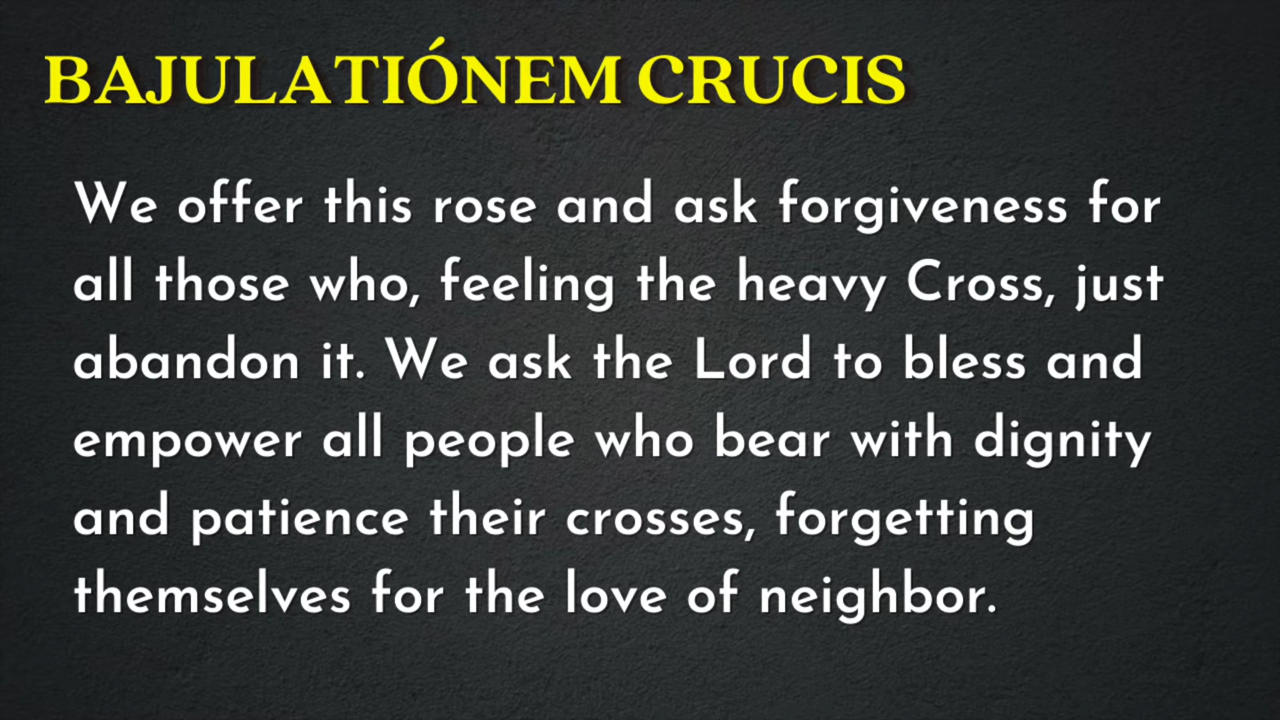 BAJULATIÓNEM CRUCIS
We offer this rose and ask forgiveness for
all those who, feeling the heavy Cross, just
abandon it. We ask the Lord to bless and
empower all people who bear with dignity
and patience their crosses, forgetting
themselves for the love of neighbor.